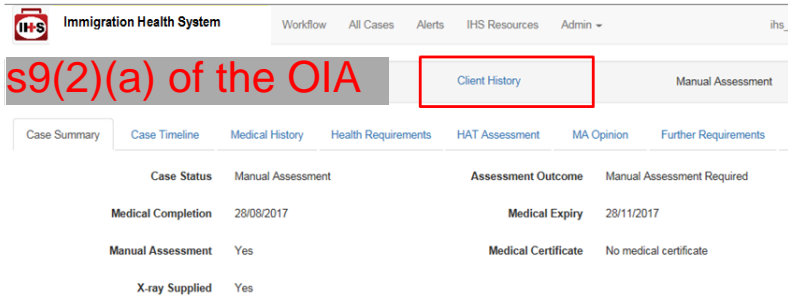 IHS Immigration Health System Workflow All Cases Alerts IHS Resources Admin ihs_
s9(2)(a) of the OIA Client History Manual Assessment
Case Summary Case Timeline Medical History Health Requirements HAT Assessment MA Opinion Further Requirements
Case Status Manual Assessment Assessment Outcome Manual Assessment Required
Medical Completion 28/08/2017 Medical Expiry 28/11/2017
Manual Assessment Yes Medical Certificate No medical certificate
X-ray Supplied Yes